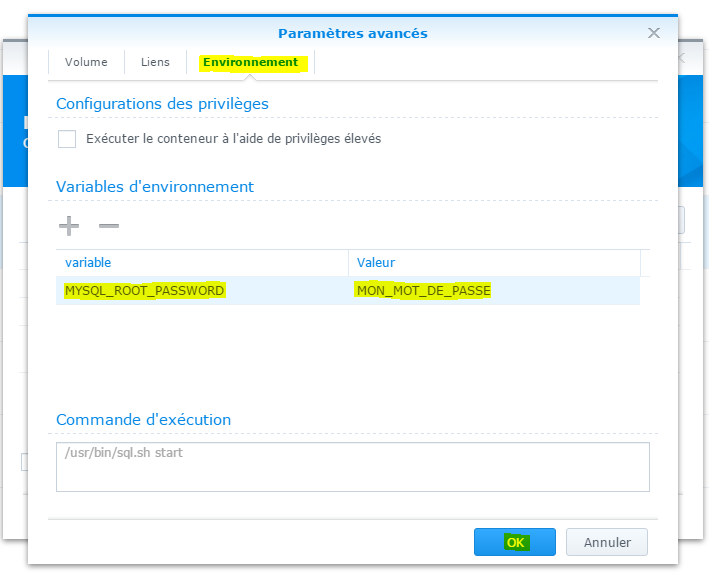 Paramètres avancés
Volume
Liens
Environnement
Configurations des privilèges
Exécuter le conteneur à l'aide de privilèges élevés
Variables d'environnement
variable
Valeur
MYSQL_ROOT_PASSWORD
MON_MOT_DE_PASSE
Commande d'exécution
/usr/bin/sql.sh start
OK
Annuler